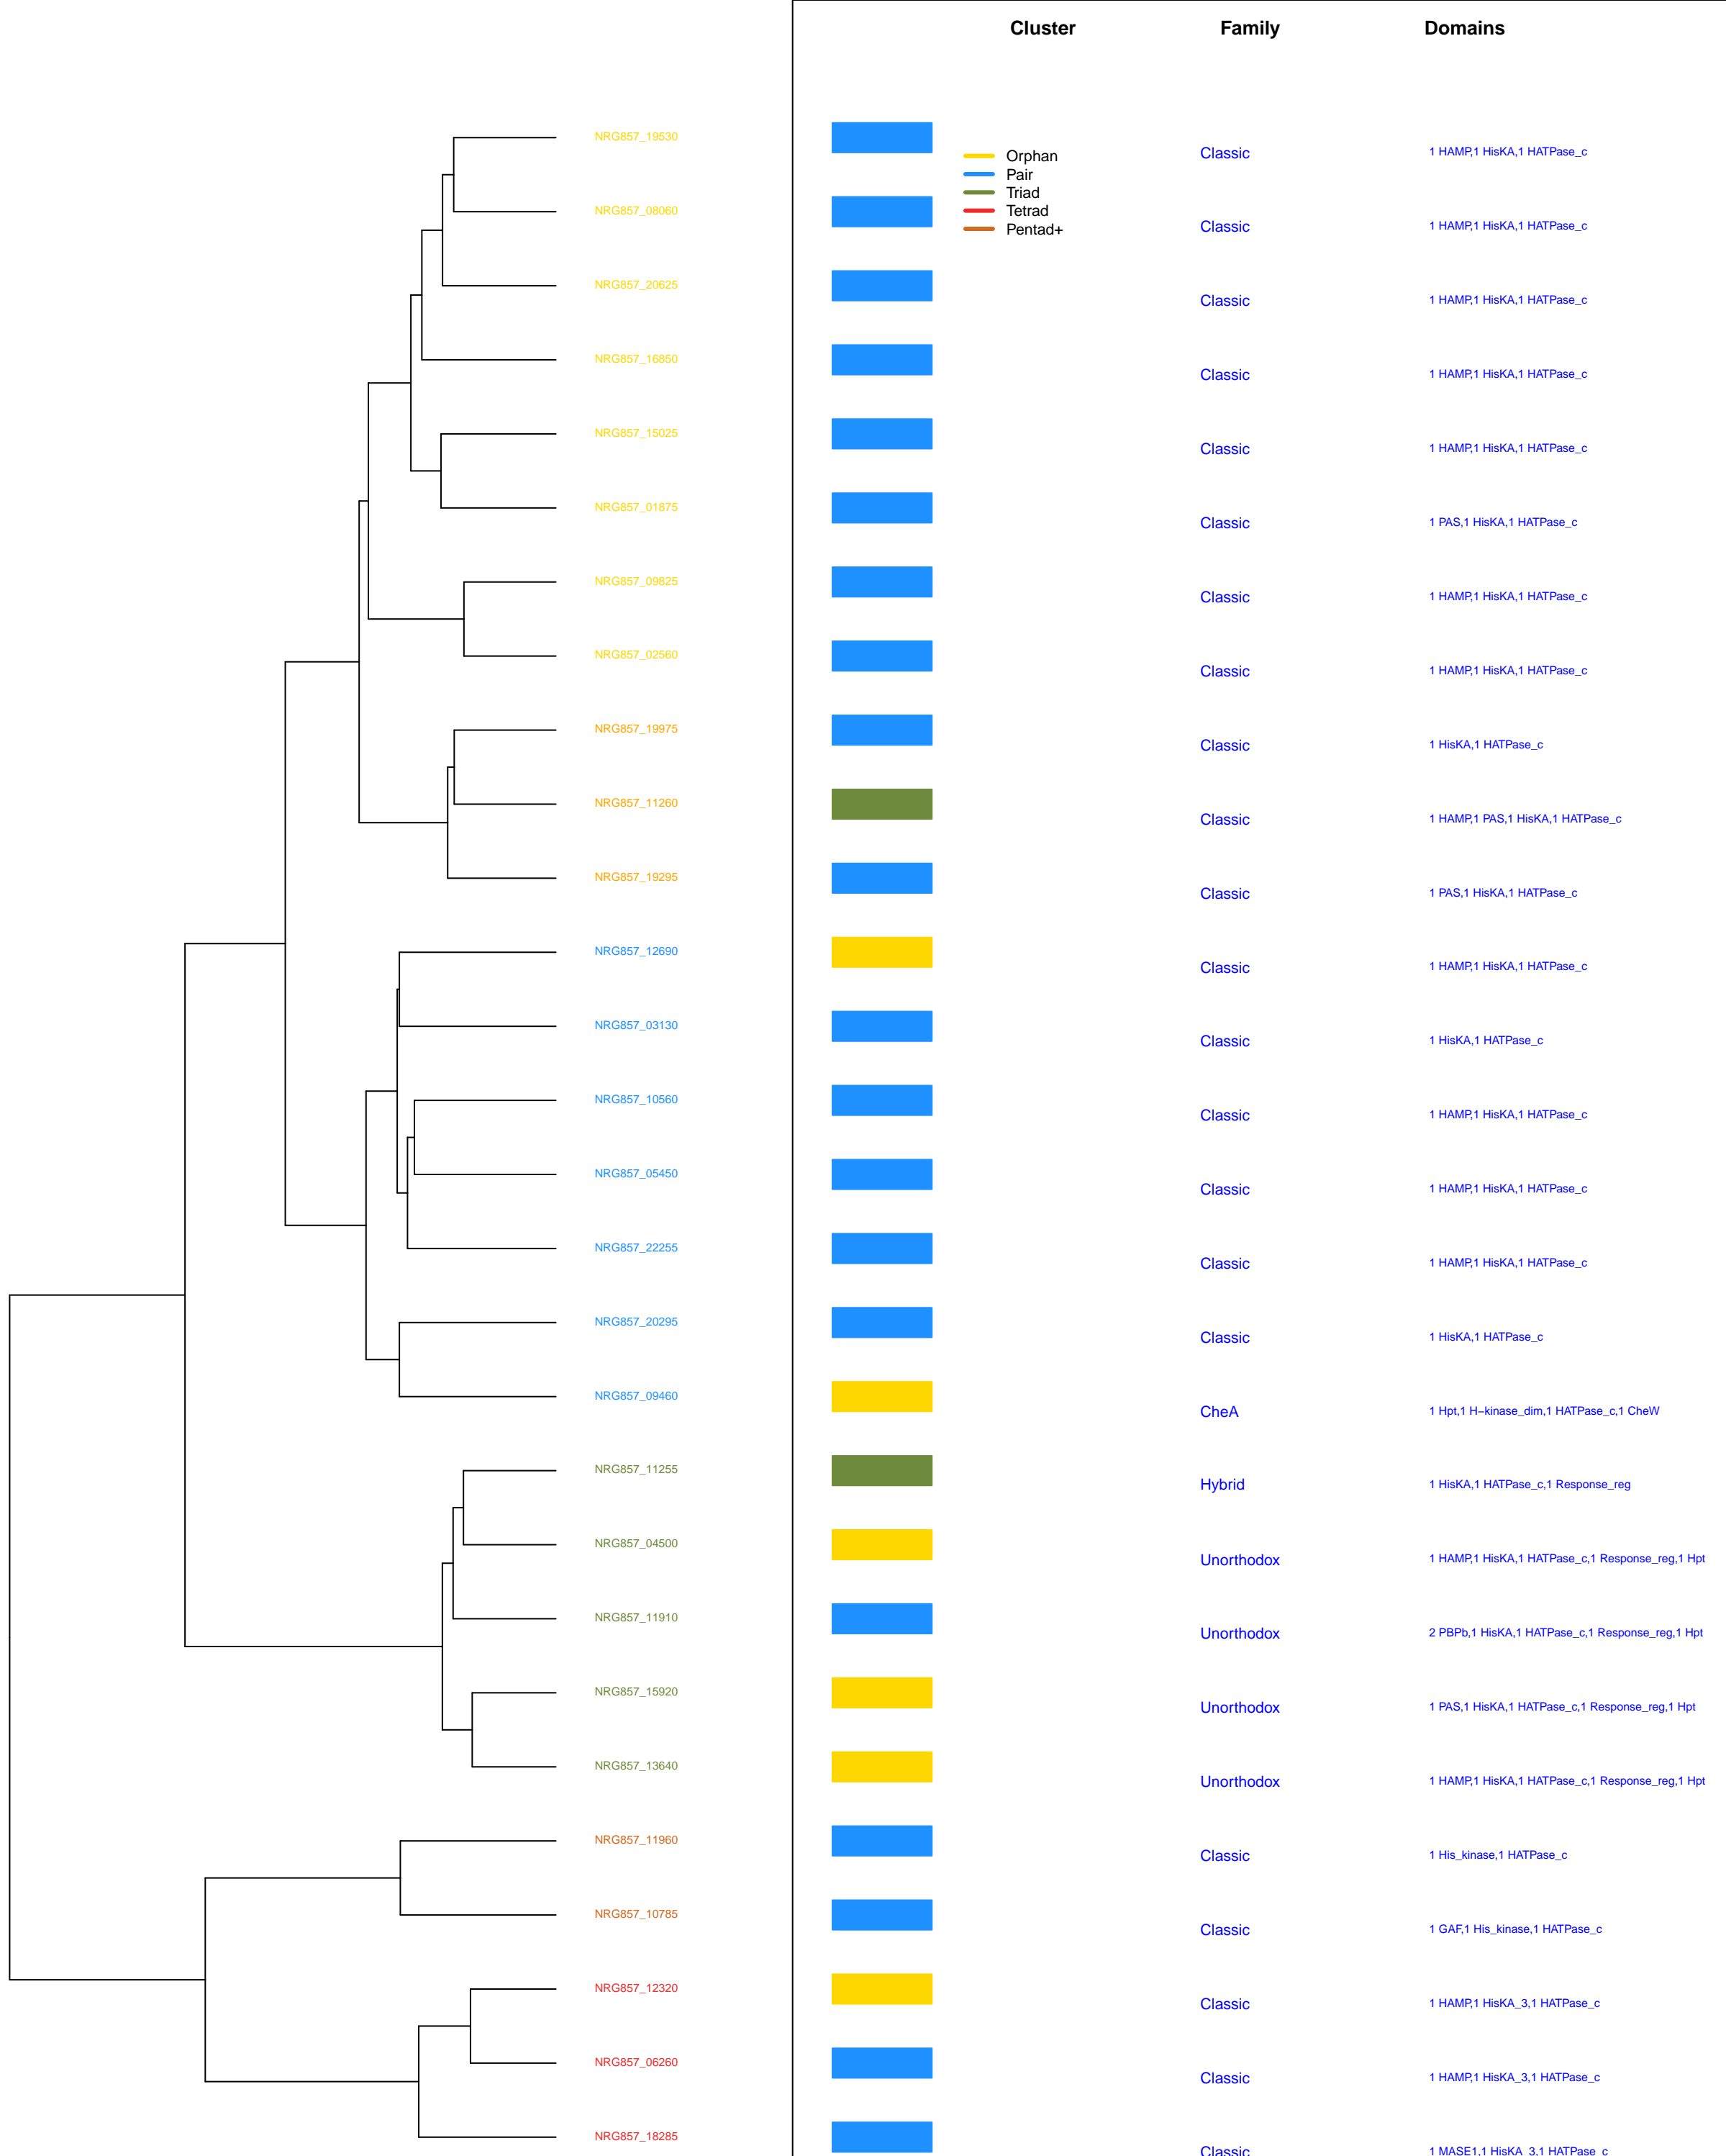 Cluster Family Domains
NRG857_19530 Classic 1 HAMP,1 HisKA,1 HATPase_c
Orphan
Pair
Triad
Tetrad
Pentad+
NRG857_08060 Classic 1 HAMP,1 HisKA,1 HATPase_c
NRG857_20625 Classic 1 HAMP,1 HisKA,1 HATPase_c
NRG857_16850 Classic 1 HAMP,1 HisKA,1 HATPase_c
NRG857_15025 Classic 1 HAMP,1 HisKA,1 HATPase_c
NRG857_01875 Classic 1 PAS,1 HisKA,1 HATPase_c
NRG857_09825 Classic 1 HAMP,1 HisKA,1 HATPase_c
NRG857_02560 Classic 1 HAMP,1 HisKA,1 HATPase_c
NRG857_19975 Classic 1 HisKA,1 HATPase_c
NRG857_11260 Classic 1 HAMP,1 PAS,1 HisKA,1 HATPase_c
NRG857_19295 Classic 1 PAS,1 HisKA,1 HATPase_c
NRG857_12690 Classic 1 HAMP,1 HisKA,1 HATPase_c
NRG857_03130 Classic 1 HisKA,1 HATPase_c
NRG857_10560 Classic 1 HAMP,1 HisKA,1 HATPase_c
NRG857_05450 Classic 1 HAMP,1 HisKA,1 HATPase_c
NRG857_22255 Classic 1 HAMP,1 HisKA,1 HATPase_c
NRG857_20295 Classic 1 HisKA,1 HATPase_c
NRG857_09460 CheA 1 Hpt,1 H−kinase_dim,1 HATPase_c,1 CheW
NRG857_11255 Hybrid 1 HisKA,1 HATPase_c,1 Response_reg
NRG857_04500 Unorthodox 1 HAMP,1 HisKA,1 HATPase_c,1 Response_reg,1 Hpt
NRG857_11910 Unorthodox 2 PBPb,1 HisKA,1 HATPase_c,1 Response_reg,1 Hpt
NRG857_15920 Unorthodox 1 PAS,1 HisKA,1 HATPase_c,1 Response_reg,1 Hpt
NRG857_13640 Unorthodox 1 HAMP,1 HisKA,1 HATPase_c,1 Response_reg,1 Hpt
NRG857_11960 Classic 1 His_kinase,1 HATPase_c
NRG857_10785 Classic 1 GAF,1 His_kinase,1 HATPase_c
NRG857_12320 Classic 1 HAMP,1 HisKA_3,1 HATPase_c
NRG857_06260 Classic 1 HAMP,1 HisKA_3,1 HATPase_c
NRG857_18285 Classic 1 MASE1,1 HisKA_3,1 HATPase_c